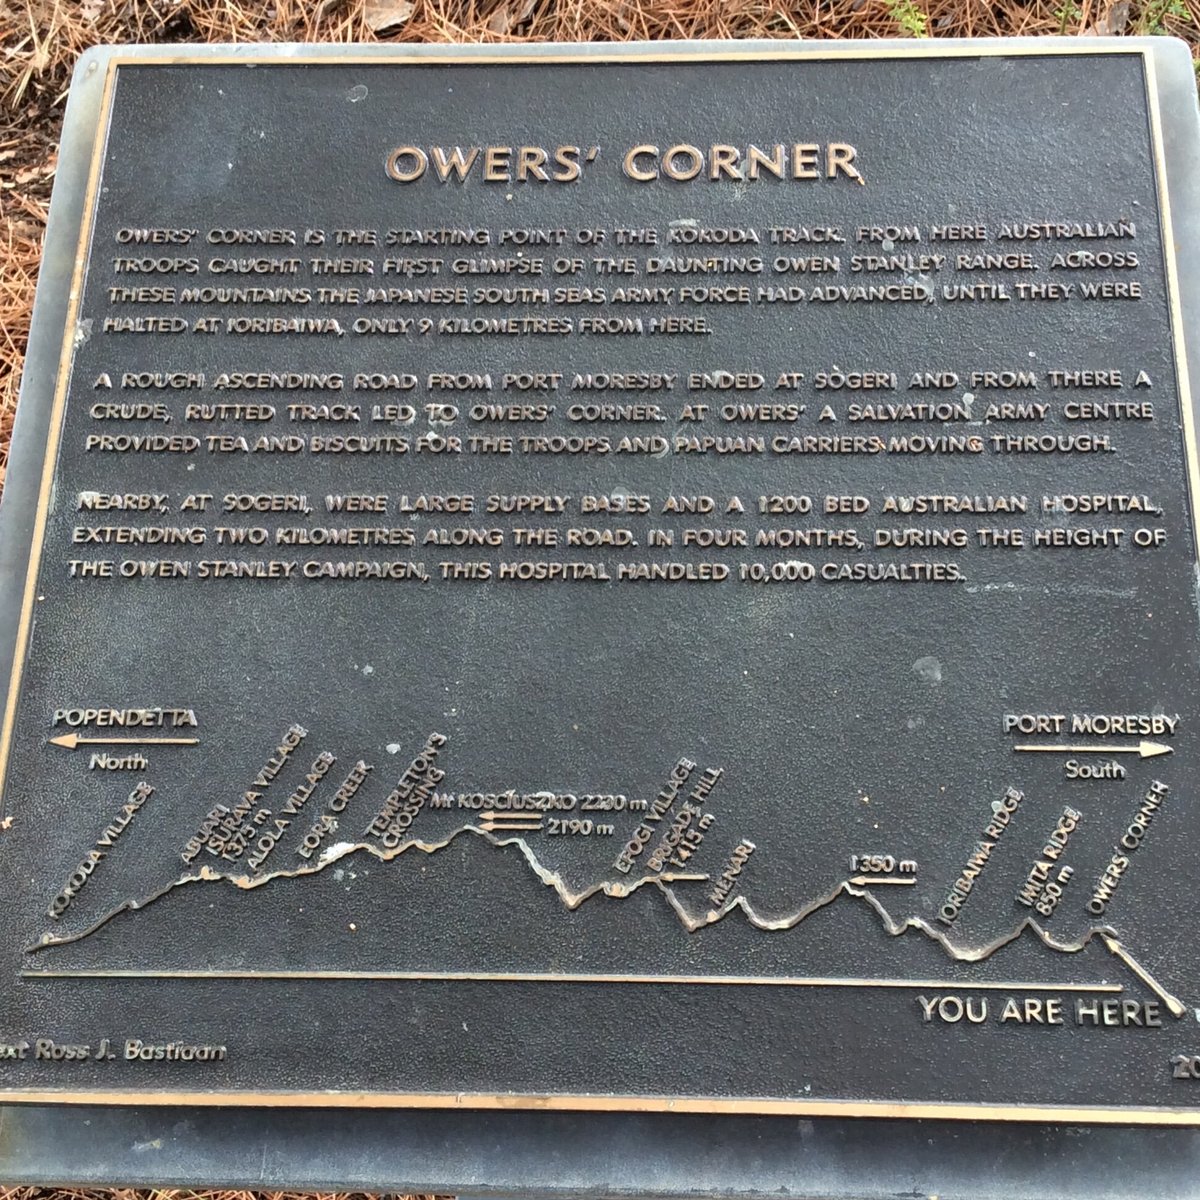 OWERS' CORNER
OWERS' CORNER IS THE STARTING POINT OF THE KOKODA TRACK. FROM HERE AUSTRALIAN
TROOPS CAUGHT THEIR FIRST GLIMPSE OF THE DAUNTING OWEN STANLEY RANGE. ACROSS
THESE MOUNTAINS THE JAPANESE SOUTH SEAS ARMY FORCE HAD ADVANCED, UNTIL THEY WERE
HALTED AT IORIBAIWA, ONLY 9 KILOMETRES FROM HERE.
A ROUGH ASCENDING ROAD FROM PORT MORESBY ENDED AT SOGERI AND FROM THERE A
CRUDE, RUTTED TRACK LED TO OWERS' CORNER. AT OWERS' A SALVATION ARMY CENTRE
PROVIDED TEA AND BISCUITS FOR THE TROOPS AND PAPUAN CARRIERS MOVING THROUGH.
NEARBY, AT SOGERI, WERE LARGE SUPPLY BASES AND A 1200 BED AUSTRALIAN HOSPITAL,
EXTENDING TWO KILOMETRES ALONG THE ROAD. IN FOUR MONTHS, DURING THE HEIGHT OF
THE OWEN STANLEY CAMPAIGN, THIS HOSPITAL HANDLED 10,000 CASUALTIES.
POPENDETTA
North
PORT MORESBY
South
KOKODA VILLAGE
ABUARI
ISURAVA VILLAGE
1375 m
ALOLA VILLAGE
EORA CREEK
TEMPLETON'S
CROSSING
Mt KOSCIUSZKO 2230 m
2190 m
EFOGI VILLAGE
BRIGADE HILL
1415 m
MENARI
1350 m
IORIBAIWA RIDGE
IMITA RIDGE
850 m
OWERS' CORNER
YOU ARE HERE
Ross J. Bastiaan